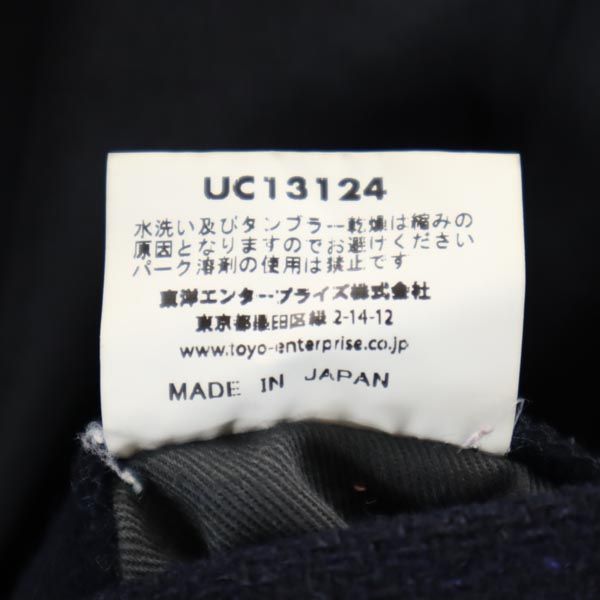 UC13124
水洗い及びタンブラー乾燥は縮みの
原因となりますのでお避けください
パーク溶剤の使用は禁止です
東洋エンタープライズ株式会社
東京都墨田区緑 2-14-12
www.toyo-enterprise.co.jp
MADE IN JAPAN